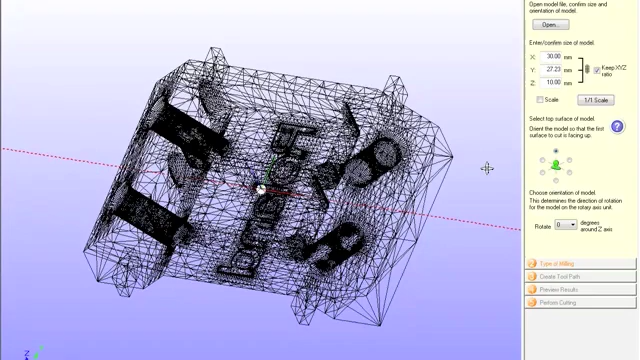 Open model file, confirm size and
orientation of model.
Open...
Enter/confirm size of model.
X: 30.00 mm
Y: 27.23 mm
Z: 10.00 mm
Keep XYZ
ratio
Scale
1/1 Scale
Select top surface of model.
Orient the model so that the first
surface to cut is facing up.
?
Choose orientation of model.
This determines the direction of rotation
for the model on the rotary axis unit.
Rotate 0 degrees
around Z axis
Type of Milling
Create Tool Path
Preview Results
Perform Cutting
Z